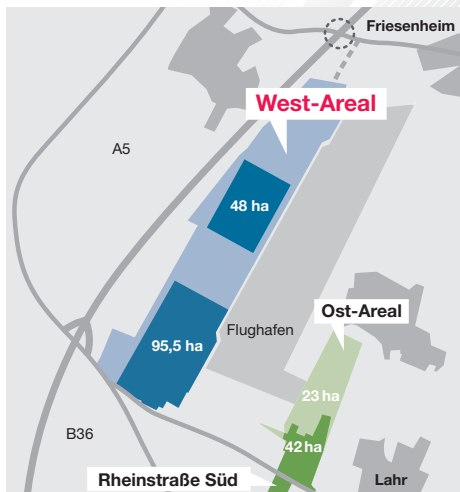 Friesenheim
West-Areal
A5
48 ha
Flughafen
Ost-Areal
95,5 ha
23 ha
B36
42 ha
Rheinstraße Süd
Lahr